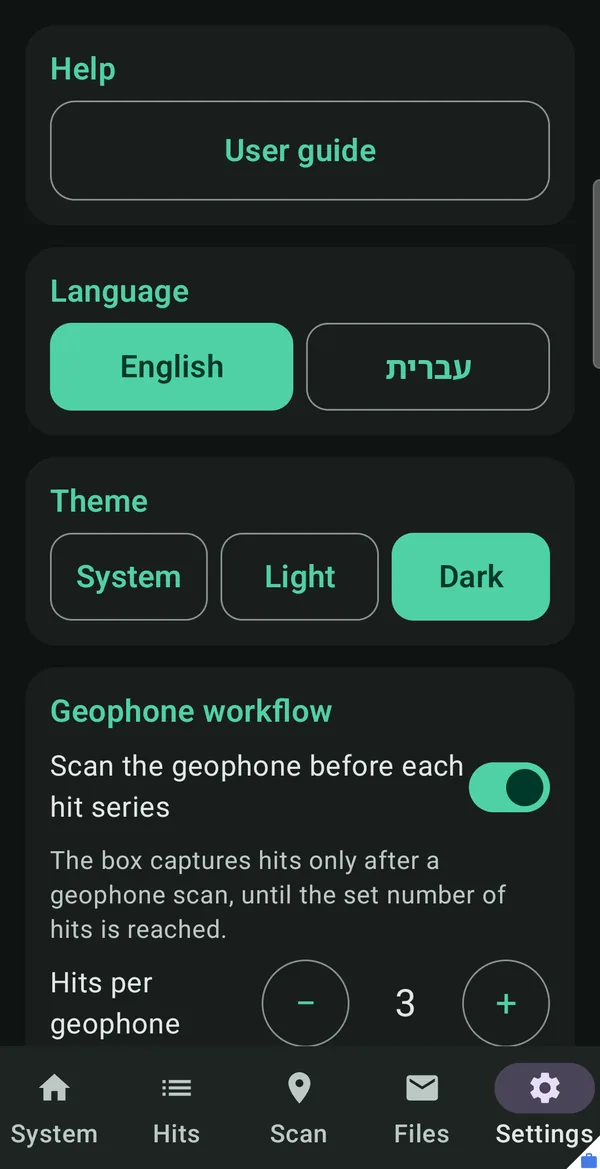 Help
User guide
Language
English
עברית
Theme
System
Light
Dark
Geophone workflow
Scan the geophone before each
hit series
The box captures hits only after a
geophone scan, until the set number of
hits is reached.
Hits per
geophone
−
3
+
System
Hits
Scan
Files
Settings